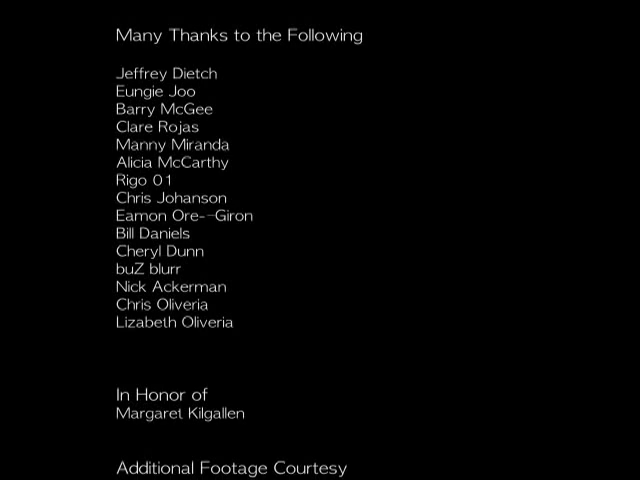 Many Thanks to the Following
Jeffrey Dietch
Eungie Joo
Barry McGee
Clare Rojas
Manny Miranda
Alicia McCarthy
Rigo 01
Chris Johanson
Eamon Ore--Giron
Bill Daniels
Cheryl Dunn
buZ blurr
Nick Ackerman
Chris Oliveria
Lizabeth Oliveria
In Honor of
Margaret Kilgallen
Additional Footage Courtesy